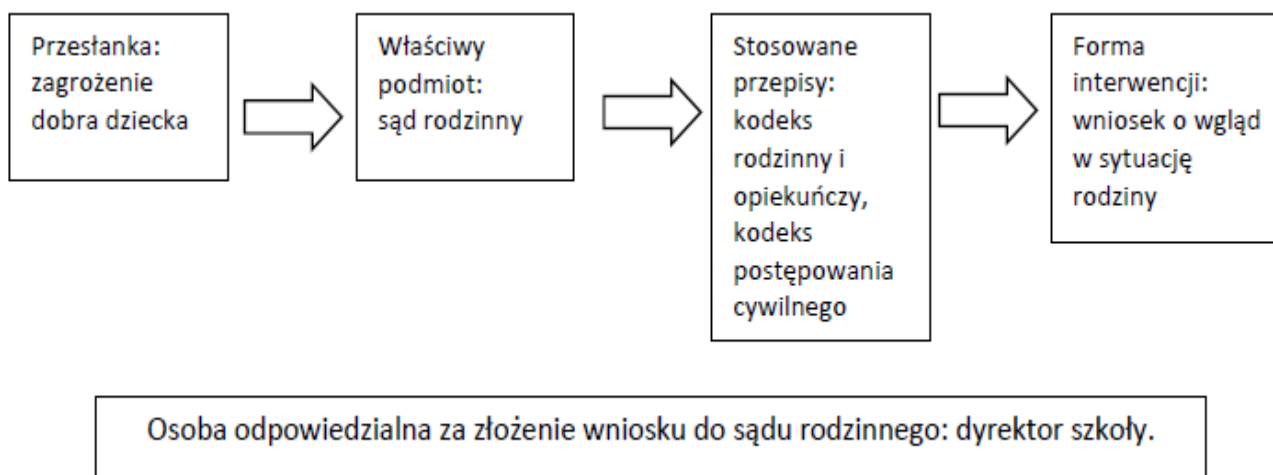 Przesłanka:
zagrożenie
dobra dziecka
Właściwy
podmiot:
sąd rodzinny
Stosowane
przepisy:
kodeks
rodzinny i
opiekuńczy,
kodeks
postępowania
cywilnego
Forma
interwencji:
wniosek o wgląd
w sytuację
rodziny
Osoba odpowiedzialna za złożenie wniosku do sądu rodzinnego: dyrektor szkoły.